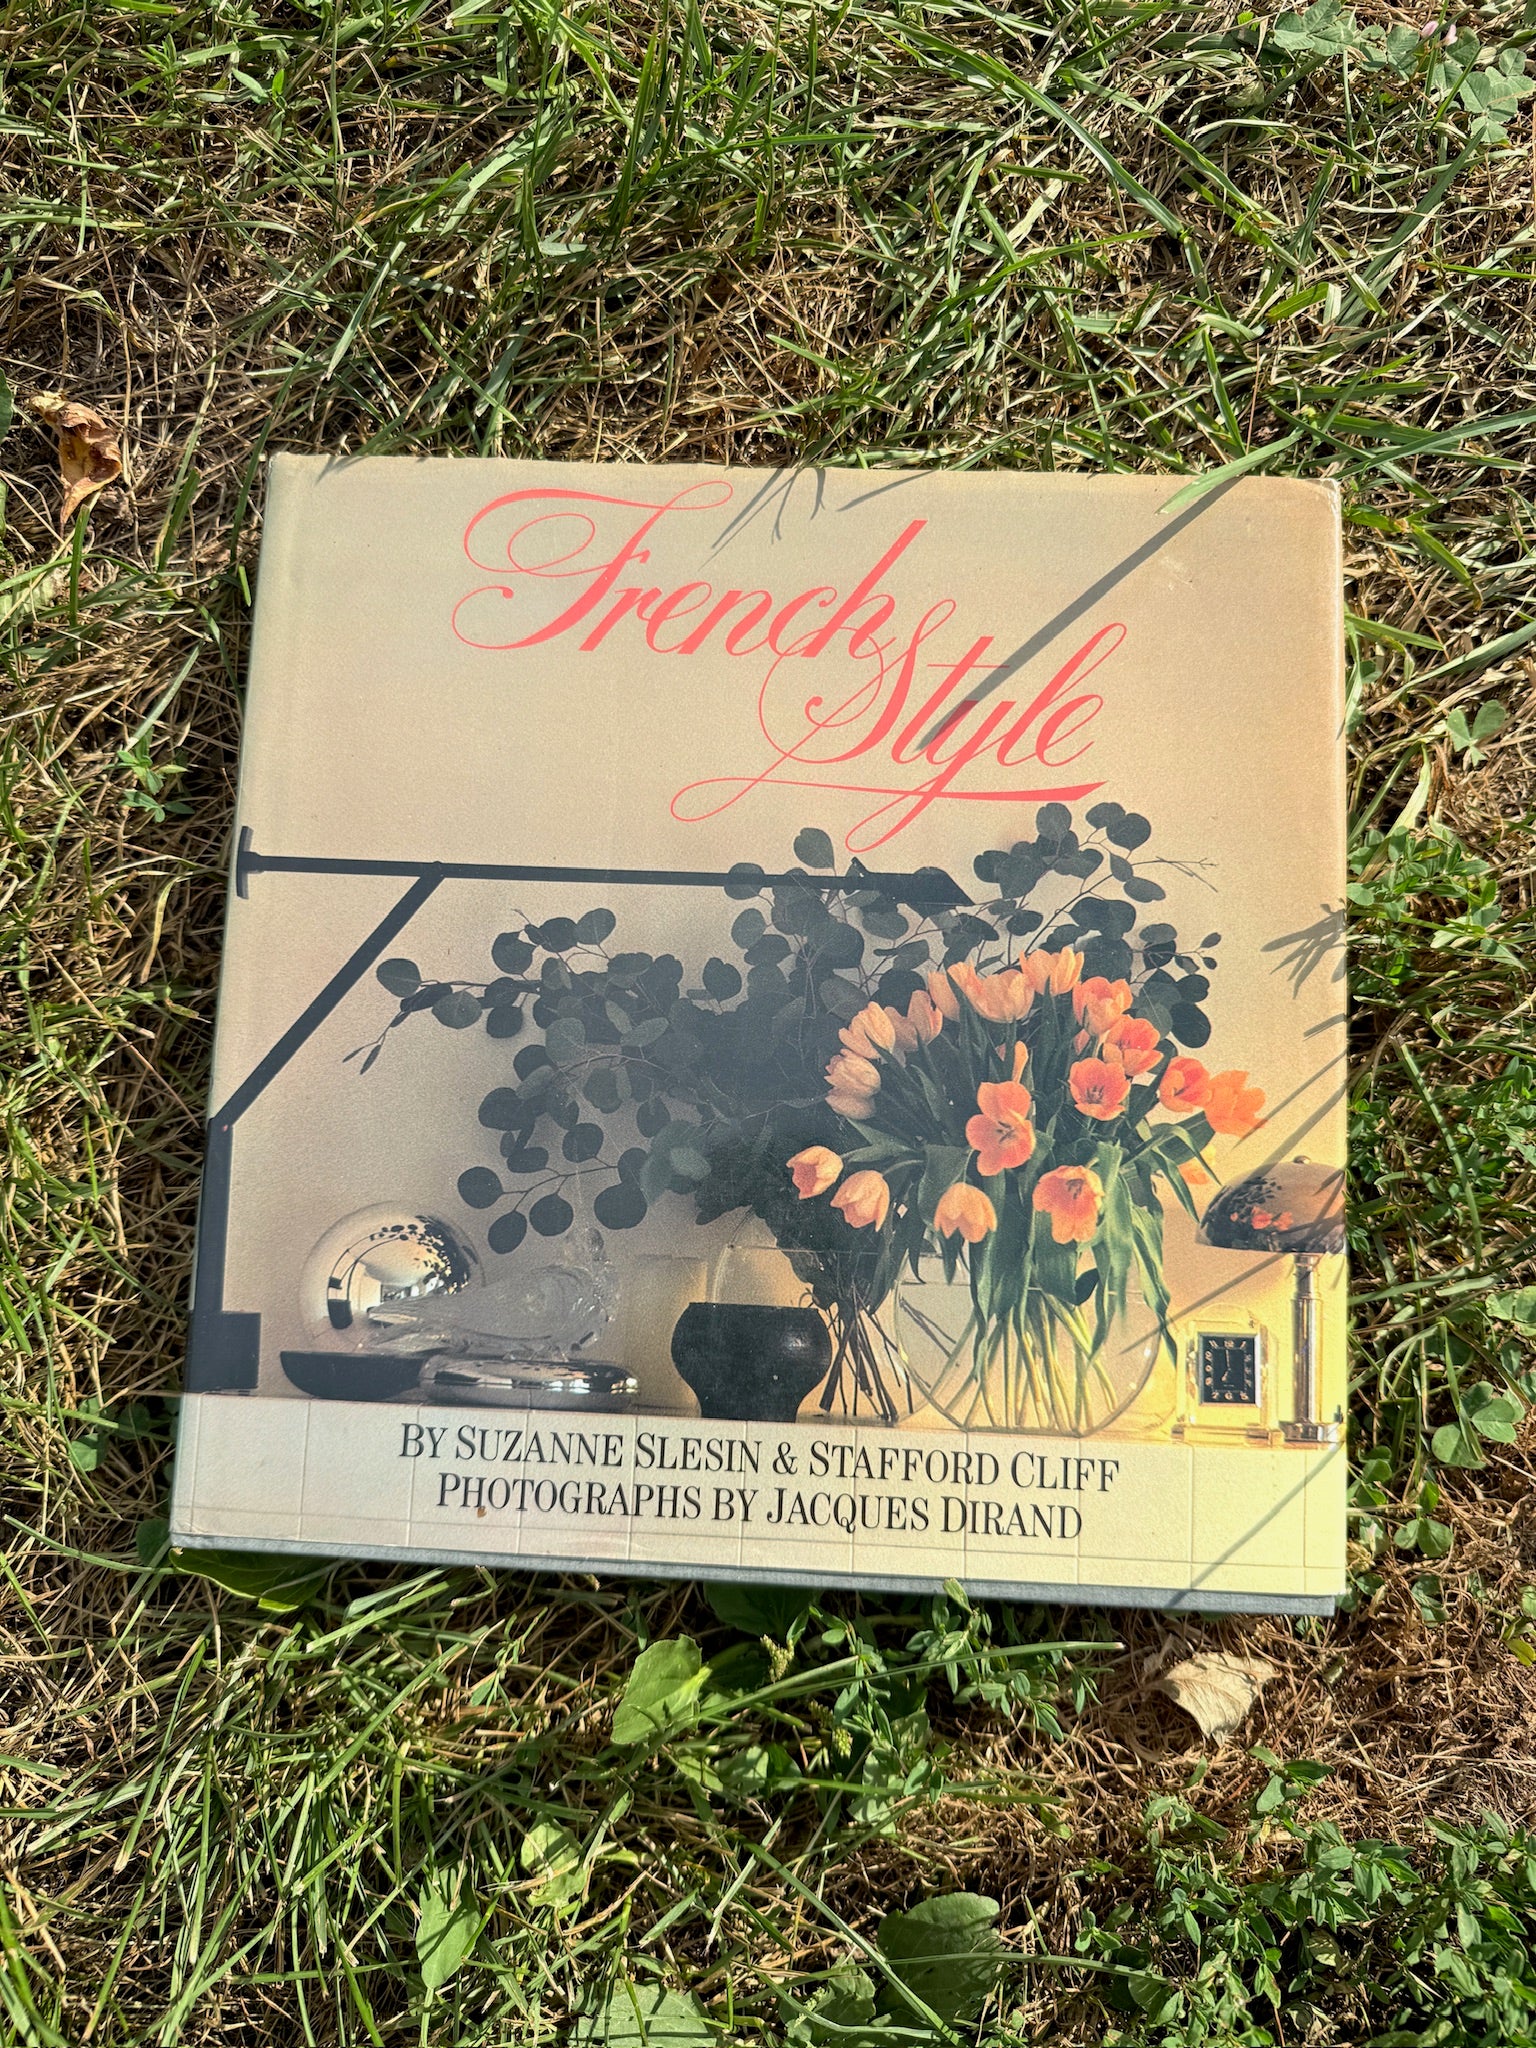 French
Style
BY SUZANNE SLESIN & STAFFORD CLIFF
PHOTOGRAPHS BY JACQUES DIRAND